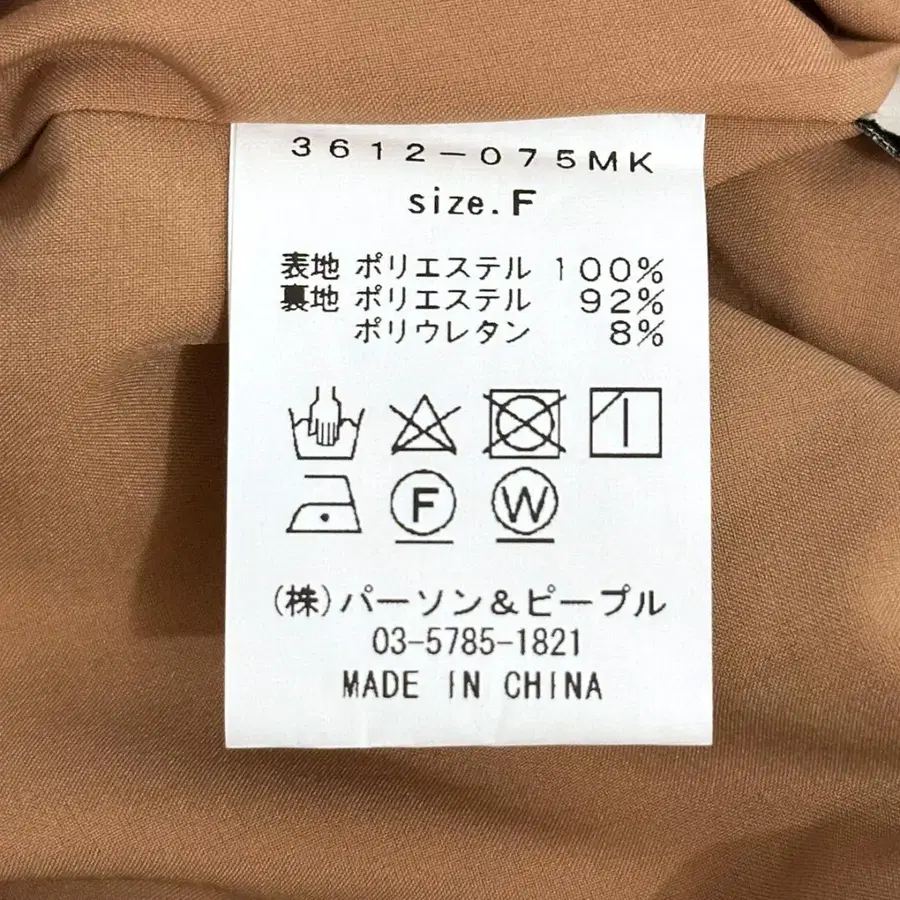 3612-075MK
size.F
表地 ポリエステル 100%
裏地 ポリエステル 92%
ポリウレタン 8%
F W
(株)パーソン&ピープル
03-5785-1821
MADE IN CHINA